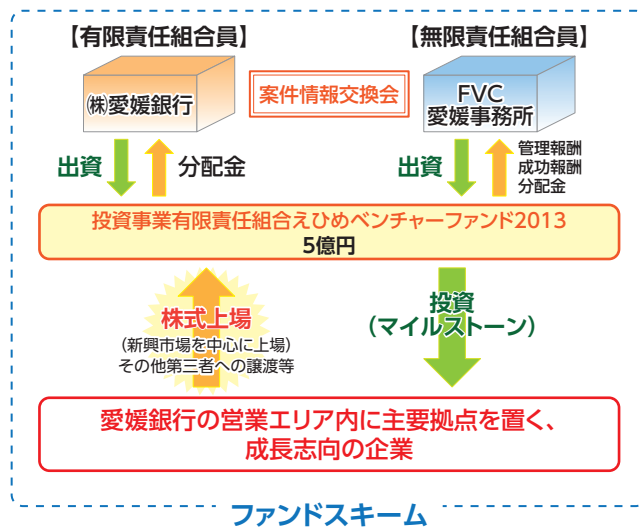 【有限責任組合員】
【無限責任組合員】
㈱愛媛銀行
案件情報交換会
FVC
愛媛事務所
出資
分配金
出資
管理報酬
成功報酬
分配金
投資事業有限責任組合えひめベンチャーファンド2013
5億円
株式上場
(新興市場を中心に上場)
その他第三者への譲渡等
投資
(マイルストーン)
愛媛銀行の営業エリア内に主要拠点を置く、
成長志向の企業
ファンドスキーム